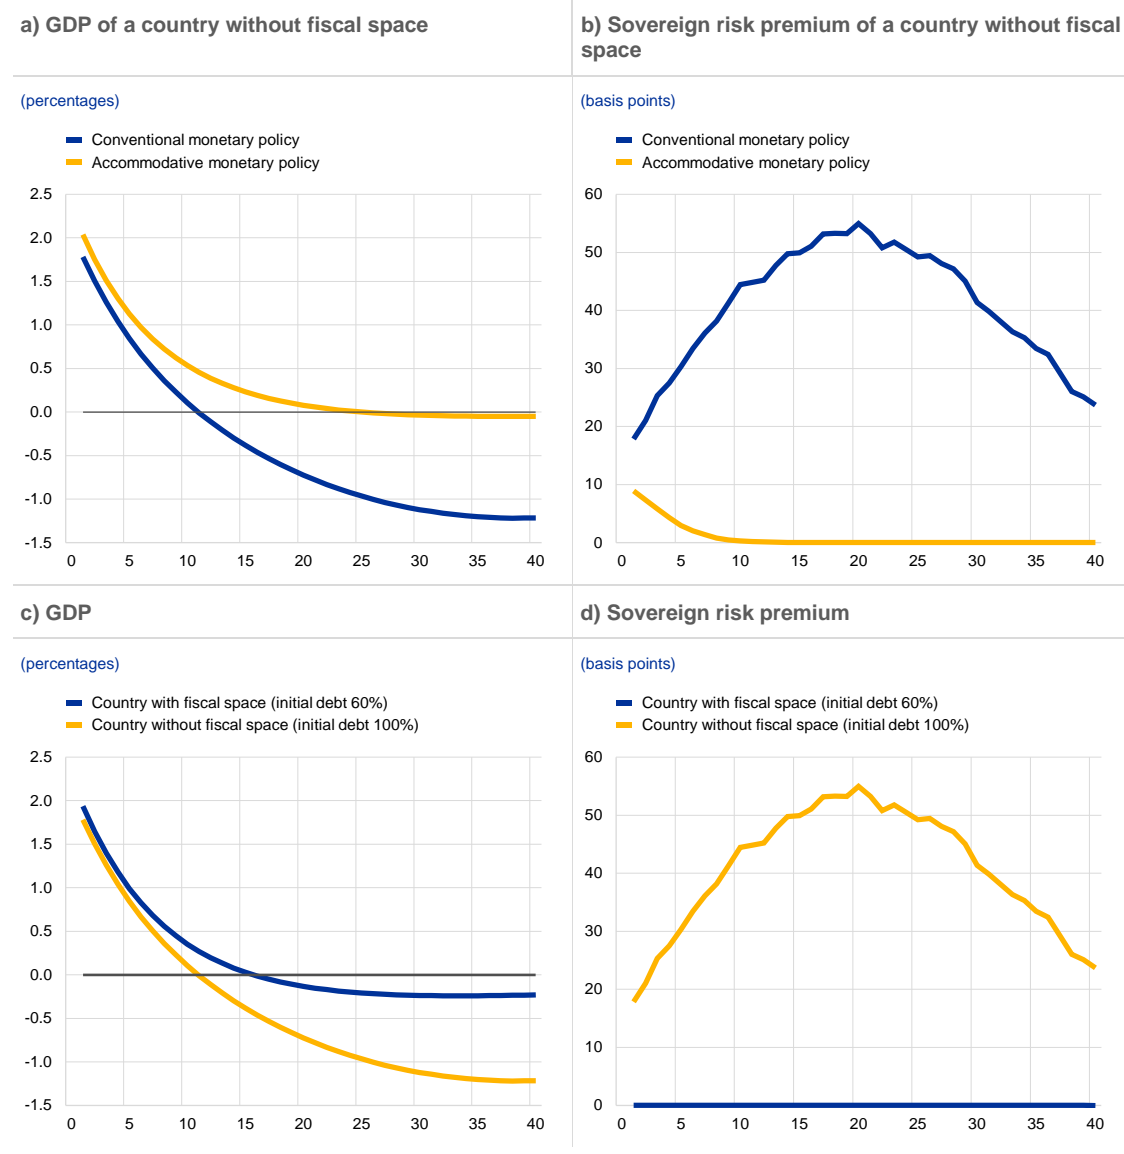 a) GDP of a country without fiscal space
(percentages)
Conventional monetary policy
Accommodative monetary policy
2.5
2.0
1.5
1.0
0.5
0.0
-0.5
-1.0
-1.5
0 5 10 15 20 25 30 35 40
b) Sovereign risk premium of a country without fiscal
space
(basis points)
Conventional monetary policy
Accommodative monetary policy
60
50
40
30
20
10
0
0 5 10 15 20 25 30 35 40
c) GDP
(percentages)
Country with fiscal space (initial debt 60%)
Country without fiscal space (initial debt 100%)
2.5
2.0
1.5
1.0
0.5
0.0
-0.5
-1.0
-1.5
0 5 10 15 20 25 30 35 40
d) Sovereign risk premium
(basis points)
Country with fiscal space (initial debt 60%)
Country without fiscal space (initial debt 100%)
60
50
40
30
20
10
0
0 5 10 15 20 25 30 35 40